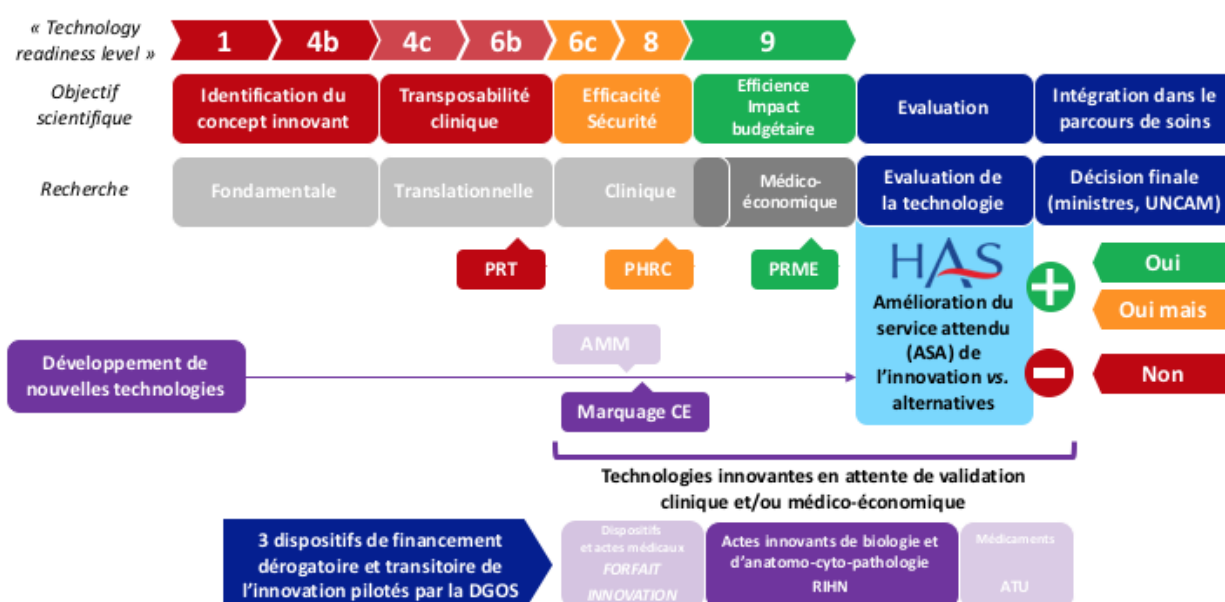 « Technology
readiness level »
1
4b
4c
6b
6c
8
9
Objectif
scientifique
Identification du
concept innovant
Transposabilité
clinique
Efficacité
Sécurité
Efficience
Impact
budgétaire
Evaluation
Intégration dans le
parcours de soins
Recherche
Fondamentale
Translationnelle
Clinique
Médico-
économique
Evaluation de
la technologie
Décision finale
(ministres, UNCAM)
PRT
PHRC
PRME
HAS
Amélioration du
service attendu
(ASA) de
l'innovation vs.
alternatives
Oui
Oui mais
Non
AMM
Développement de
nouvelles technologies
Marquage CE
Technologies innovantes en attente de validation
clinique et/ou médico-économique
3 dispositifs de financement
dérogatoire et transitoire de
l'innovation pilotés par la DGOS
Dispositifs
et actes médicaux
FORFAIT
INNOVATION
Actes innovants de biologie et
d'anatomo-cyto-pathologie
RIHN
Médicaments
ATU